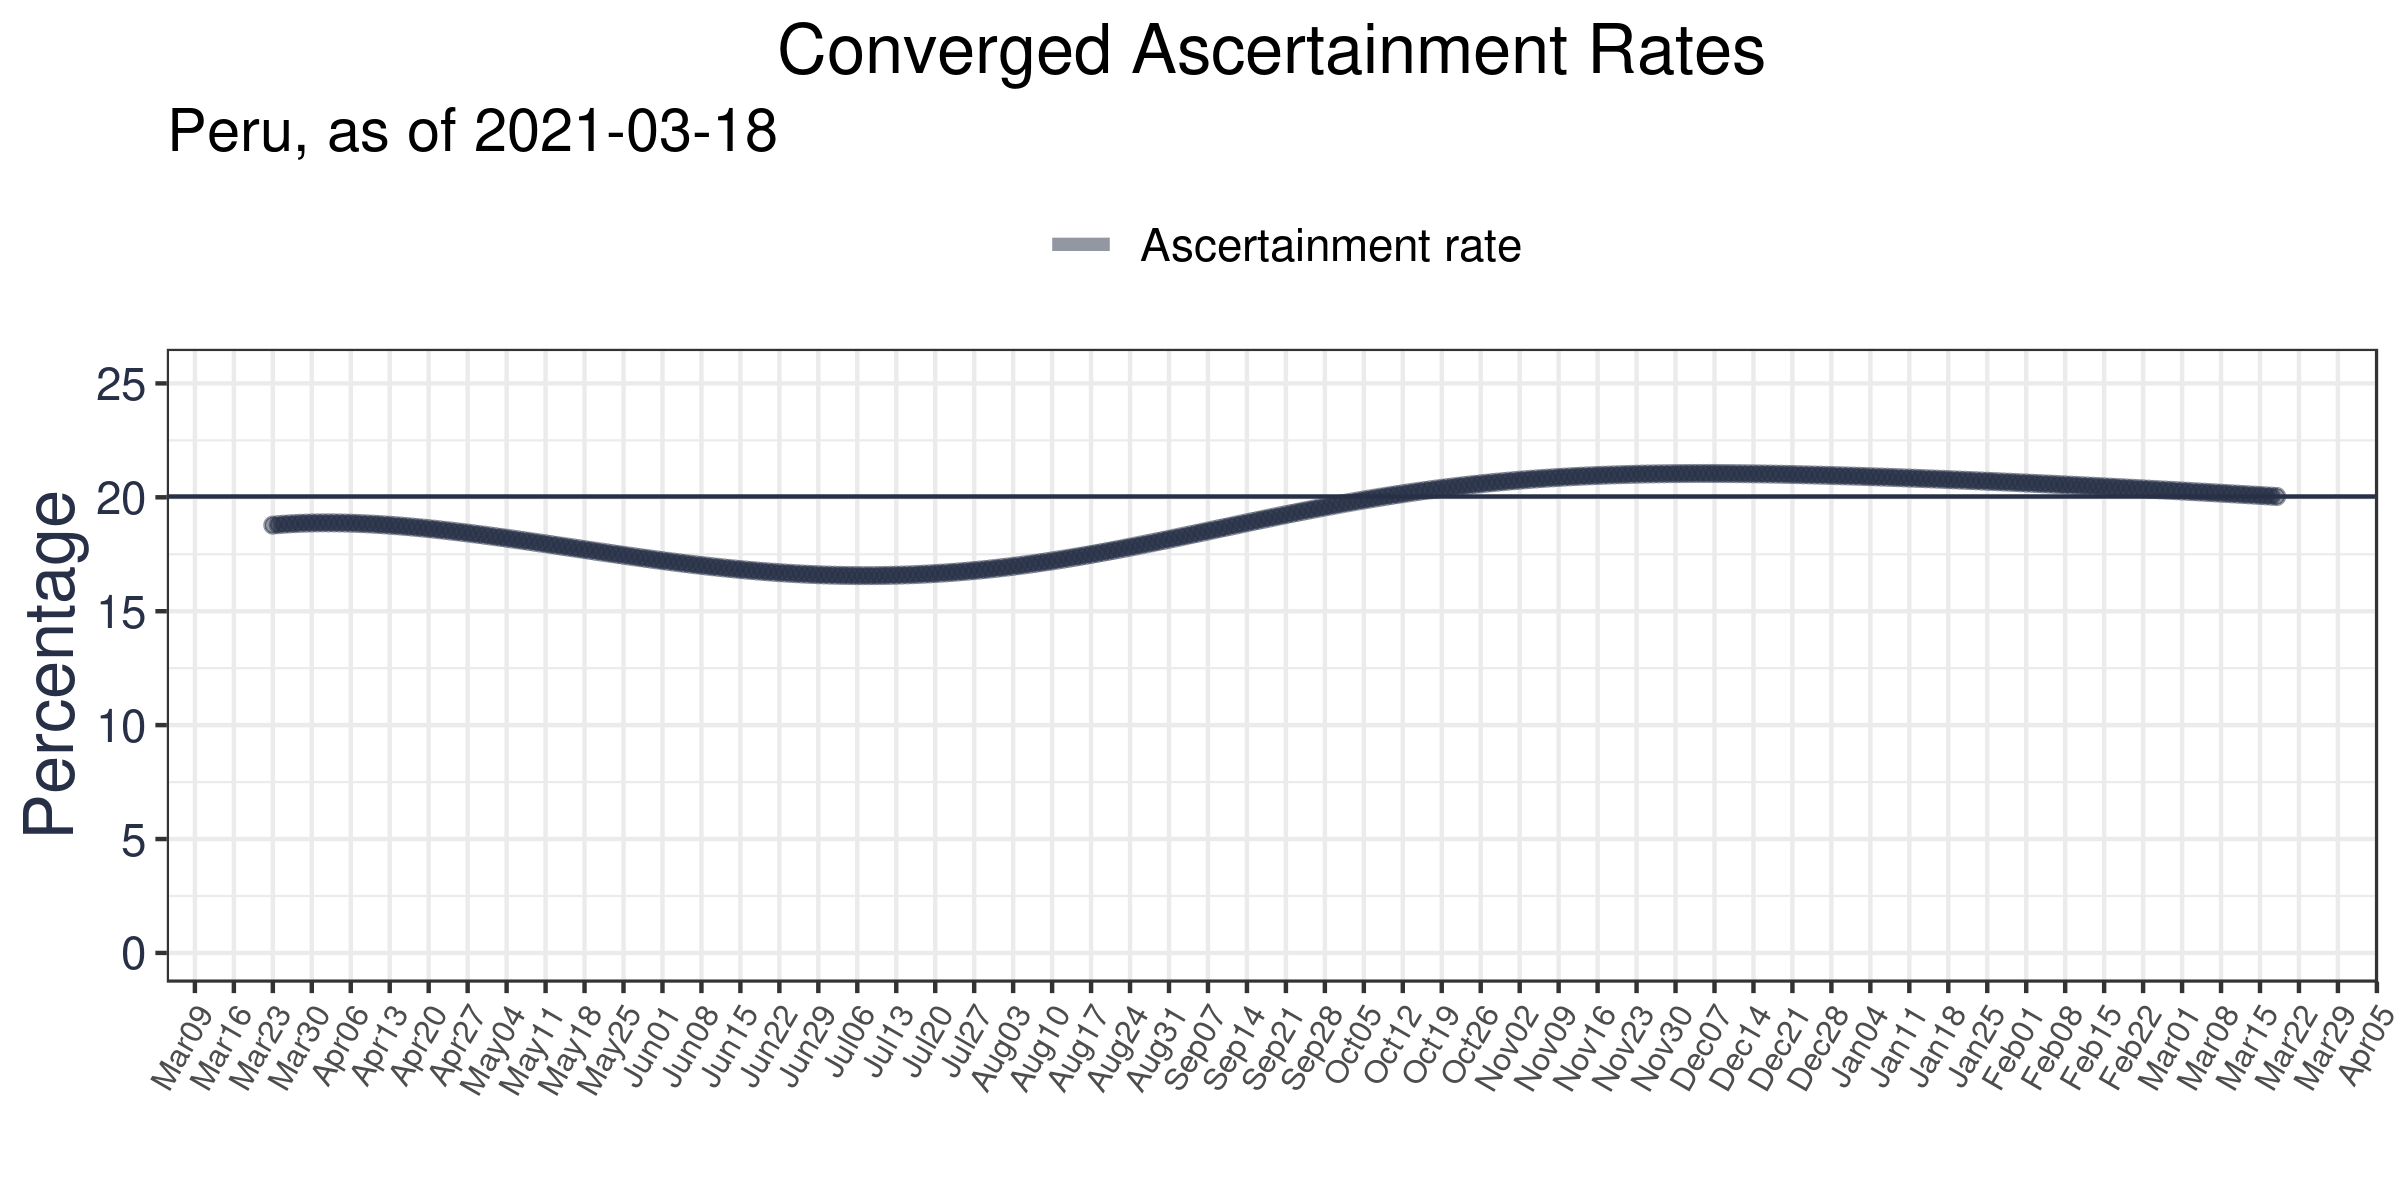 Converged Ascertainment Rates
Peru, as of 2021-03-18
Ascertainment rate
Percentage
25
20
15
10
5
0
Mar09
Mar16
Mar23
Mar30
Apr06
Apr13
Apr20
Apr27
May04
May11
May18
May25
Jun01
Jun08
Jun15
Jun22
Jun29
Jul06
Jul13
Jul20
Jul27
Aug03
Aug10
Aug17
Aug24
Aug31
Sep07
Sep14
Sep21
Sep28
Oct05
Oct12
Oct19
Oct26
Nov02
Nov09
Nov16
Nov23
Nov30
Dec07
Dec14
Dec21
Dec28
Jan04
Jan11
Jan18
Jan25
Feb01
Feb08
Feb15
Feb22
Mar01
Mar08
Mar15
Mar22
Mar29
Apr05